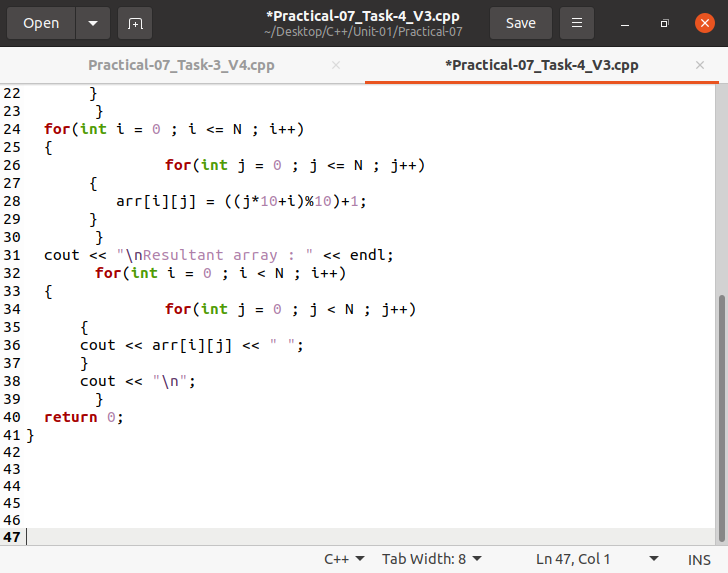 Open
*Practical-07_Task-4_V3.cpp
~/Desktop/C++/Unit-01/Practical-07
Save
Practical-07_Task-3_V4.cpp
*Practical-07_Task-4_V3.cpp
22 }
23 }
24 for(int i = 0 ; i <= N ; i++)
25 {
26 for(int j = 0 ; j <= N ; j++)
27 {
28 arr[i][j] = ((j*10+i)%10)+1;
29 }
30 }
31 cout << "\nResultant array : " << endl;
32 for(int i = 0 ; i < N ; i++)
33 {
34 for(int j = 0 ; j < N ; j++)
35 {
36 cout << arr[i][j] << " ";
37 }
38 cout << "\n";
39 }
40 return 0;
41 }
42
43
44
45
46
47
C++ Tab Width: 8 Ln 47, Col 1 INS